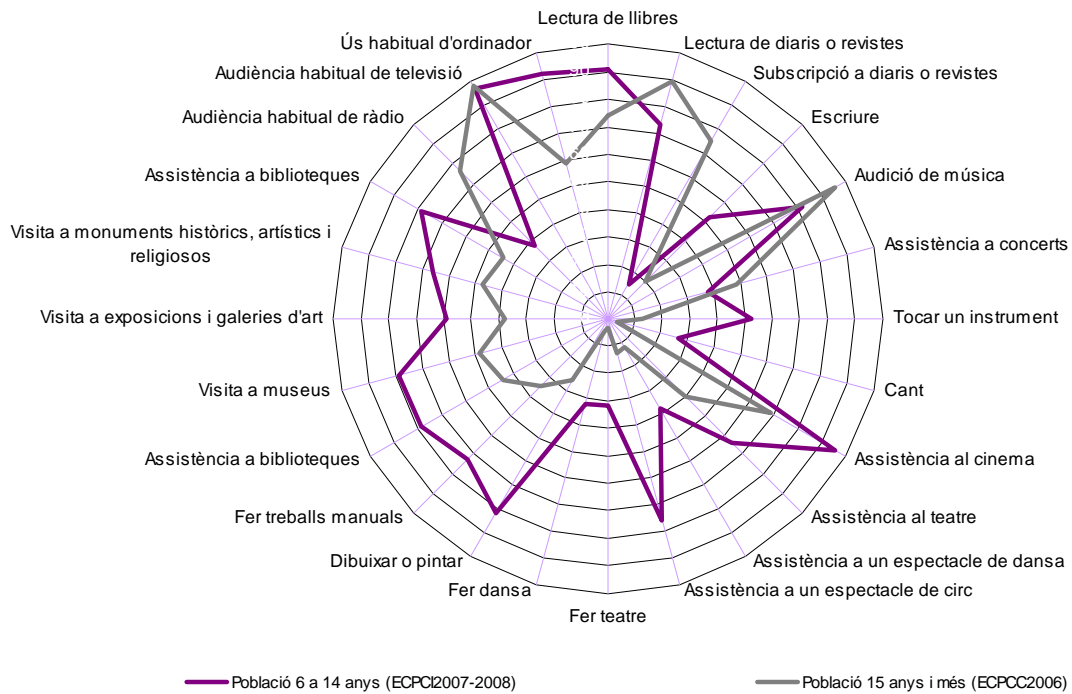 Lectura de llibres
Lectura de diaris o revistes
Subscripció a diaris o revistes
Escriure
Audició de música
Assistència a concerts
Tocar un instrument
Cant
Assistència al cinema
Assistència al teatre
Assistència a un espectacle de dansa
Assistència a un espectacle de circ
Fer teatre
Fer dansa
Dibuixar o pintar
Fer treballs manuals
Assistència a biblioteques
Visita a museus
Visita a exposicions i galeries d'art
Visita a monuments històrics, artístics i
religiosos
Assistència a biblioteques
Audiència habitual de ràdio
Audiència habitual de televisió
Ús habitual d'ordinador
90
Població 6 a 14 anys (ECPCI2007-2008)
Població 15 anys i més (ECPCC2006)